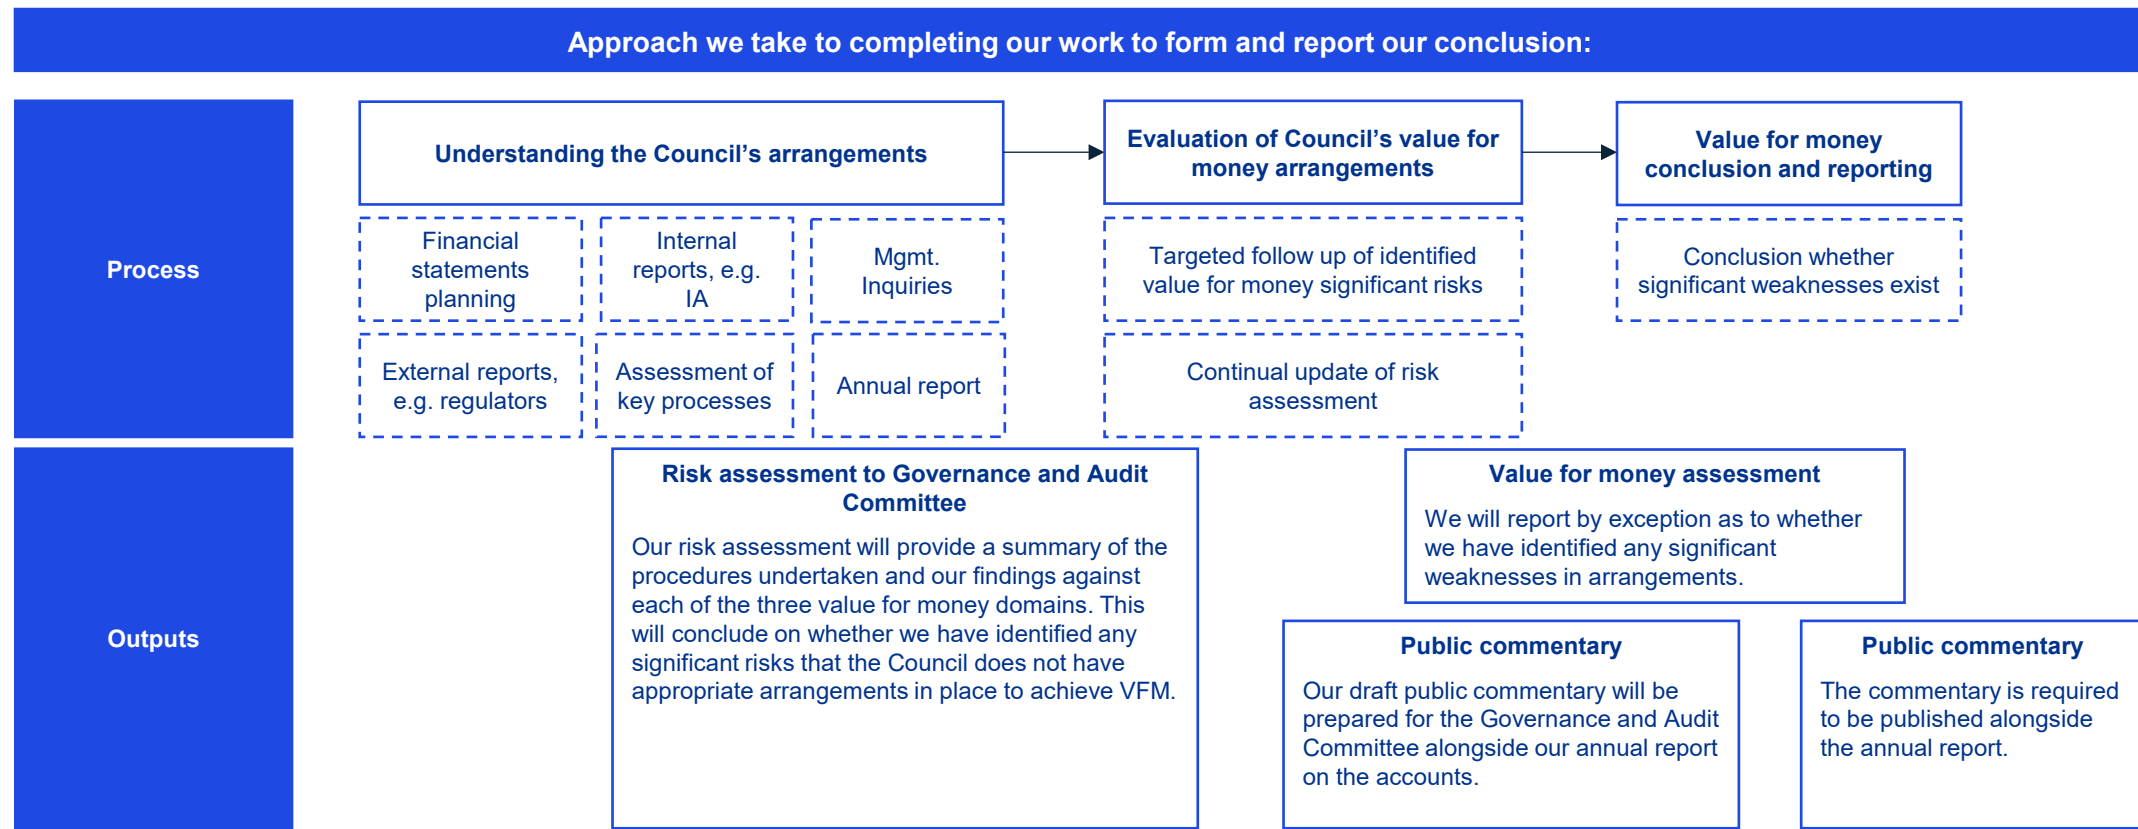 Approach we take to completing our work to form and report our conclusion:
Process
Understanding the Council’s arrangements
Evaluation of Council’s value for
money arrangements
Value for money
conclusion and reporting
Financial
statements
planning
Internal
reports, e.g.
IA
Mgmt.
Inquiries
Targeted follow up of identified
value for money significant risks
Conclusion whether
significant weaknesses exist
External reports,
e.g. regulators
Assessment of
key processes
Annual report
Continual update of risk
assessment
Outputs
Risk assessment to Governance and Audit
Committee
Our risk assessment will provide a summary of the
procedures undertaken and our findings against
each of the three value for money domains. This
will conclude on whether we have identified any
significant risks that the Council does not have
appropriate arrangements in place to achieve VFM.
Value for money assessment
We will report by exception as to whether
we have identified any significant
weaknesses in arrangements.
Public commentary
Our draft public commentary will be
prepared for the Governance and Audit
Committee alongside our annual report
on the accounts.
Public commentary
The commentary is required
to be published alongside
the annual report.